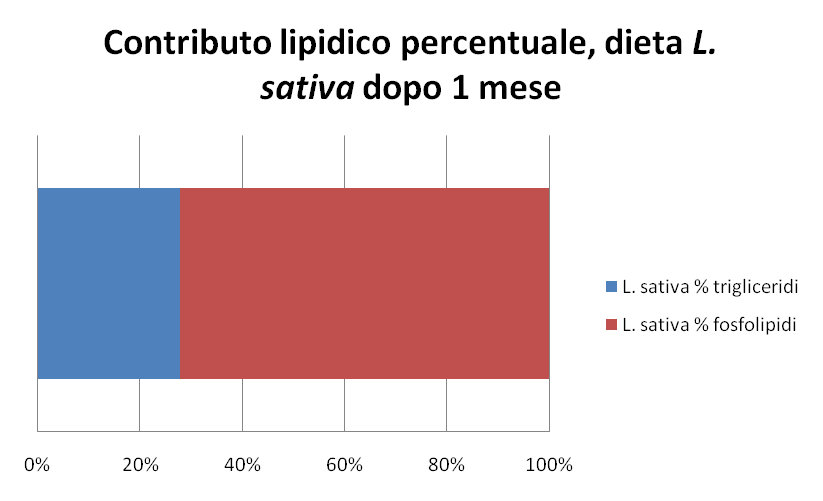 Contributo lipidico percentuale, dieta L.
sativa dopo 1 mese
L. sativa % trigliceridi
L. sativa % fosfolipidi
0% 20% 40% 60% 80% 100%